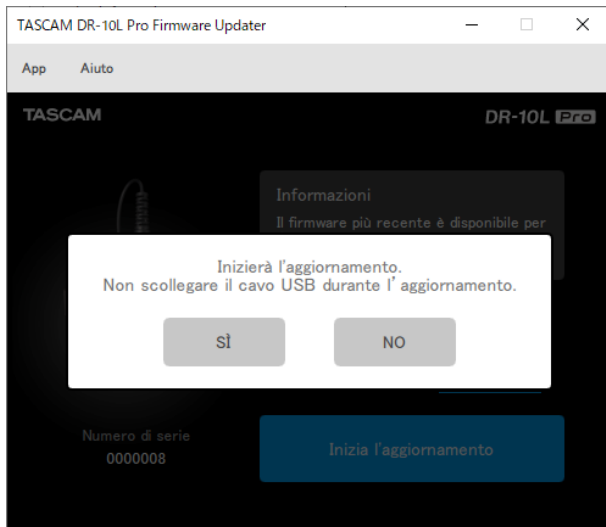 TASCAM DR-10L Pro Firmware Updater
App Aiuto
TASCAM DR-10L Pro
Informazioni
Il firmware più recente è disponibile per
Inizierà l'aggiornamento.
Non scollegare il cavo USB durante l'aggiornamento.
SÌ NO
Numero di serie
0000008
Inizia l'aggiornamento